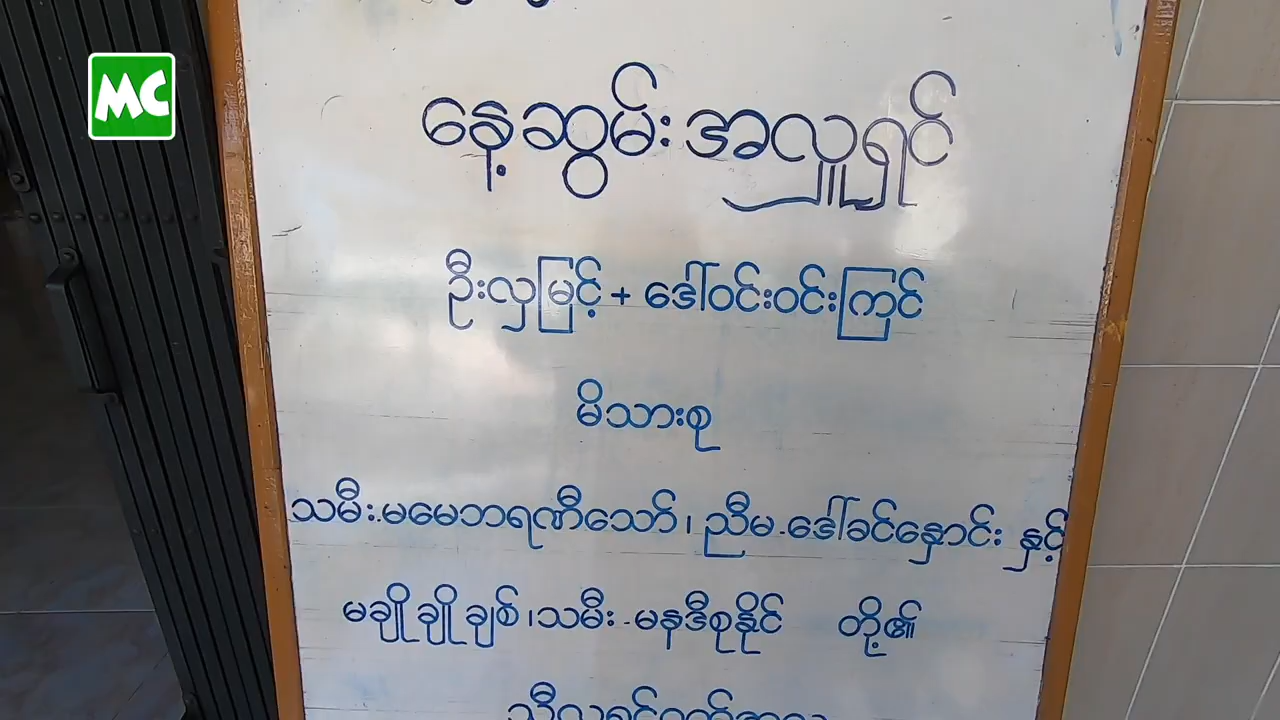 MC
နေ့ဆွမ်းအလှူရှင်
ဦးလှမြင့် + ဒေါ်ဝင်းဝင်းကြင်
မိသားစု
သမီး.မမေဘရဏီသော်၊ ညီမ.ဒေါ်ခင်နှောင်း နှင့်
မချိုချိုချစ်၊သမီး - မနဒီစုနိုင် တို့၏